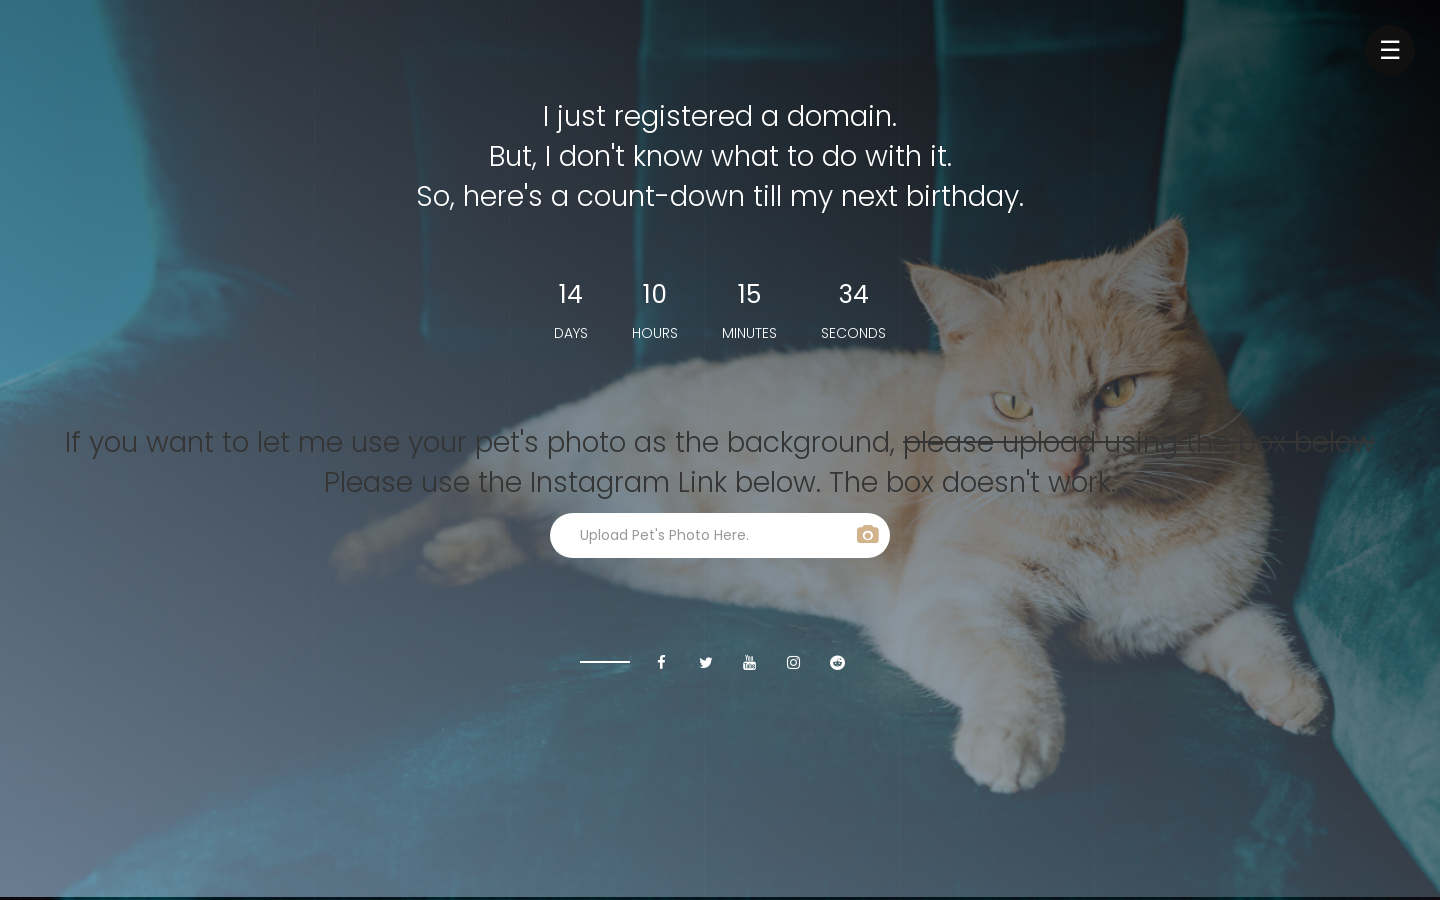 I just registered a domain.
But, I don't know what to do with it.
So, here's a count-down till my next birthday.
14 10 15 34
DAYS HOURS MINUTES SECONDS
If you want to let me use your pet's photo as the background, please upload using the box below.
Please use the Instagram Link below. The box doesn't work.
Upload Pet's Photo Here.